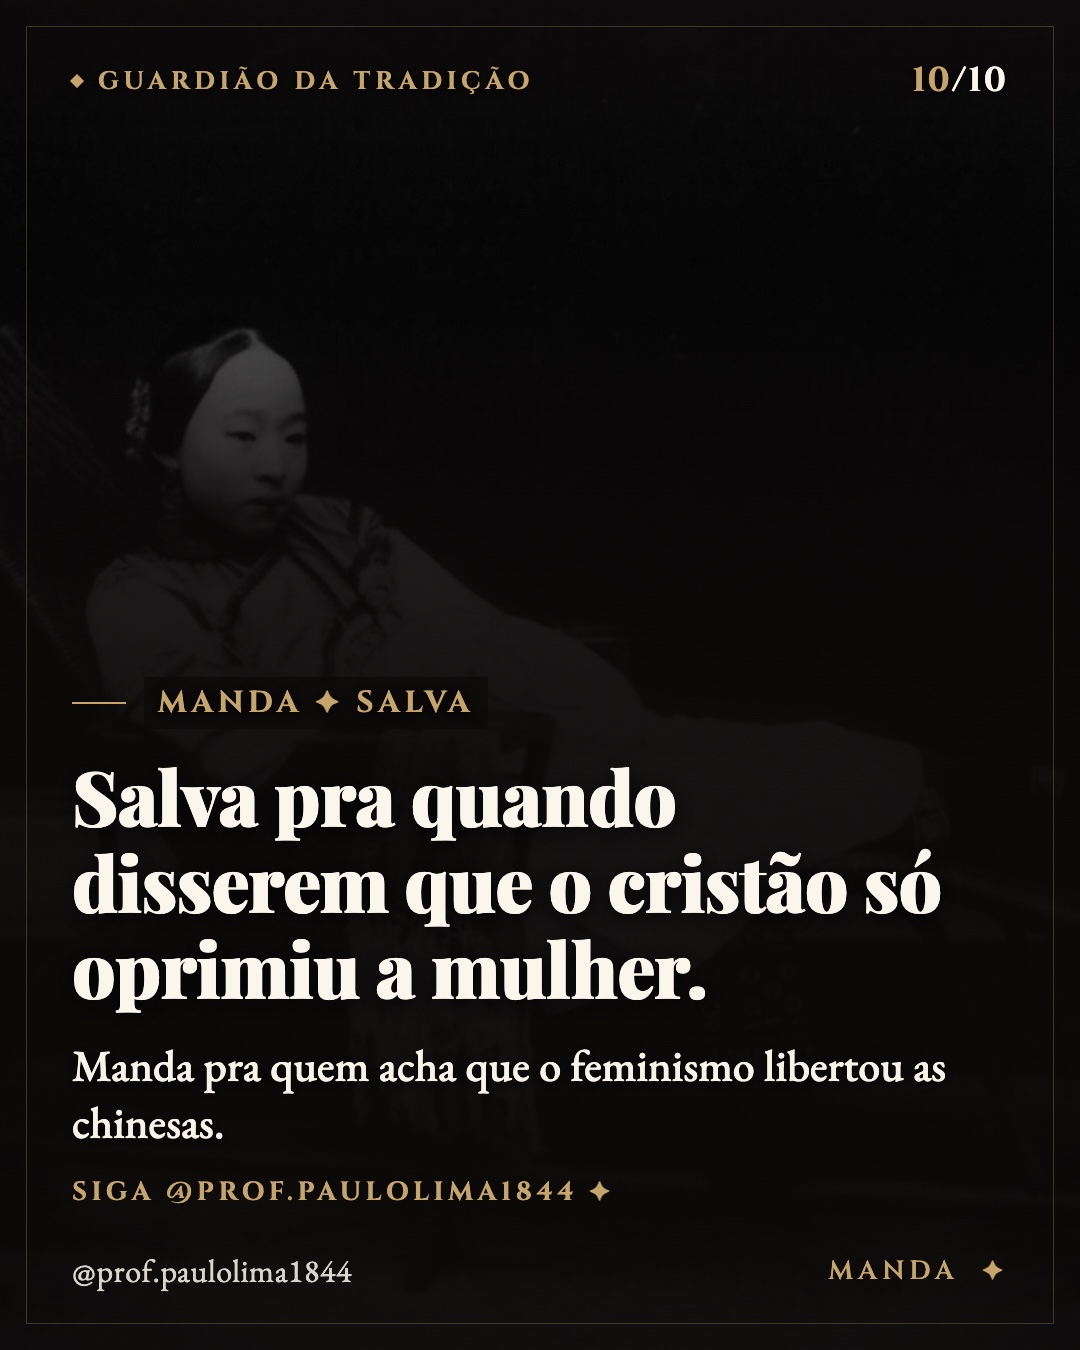 ◆ GUARDIÃO DA TRADIÇÃO
10/10
MANDA ✦ SALVA
Salva pra quando
disserem que o cristão só
oprimiu a mulher.
Manda pra quem acha que o feminismo libertou as
chinesas.
SIGA @PROF.PAULOLIMA1844 ✦
@prof.paulolima1844
MANDA ✦